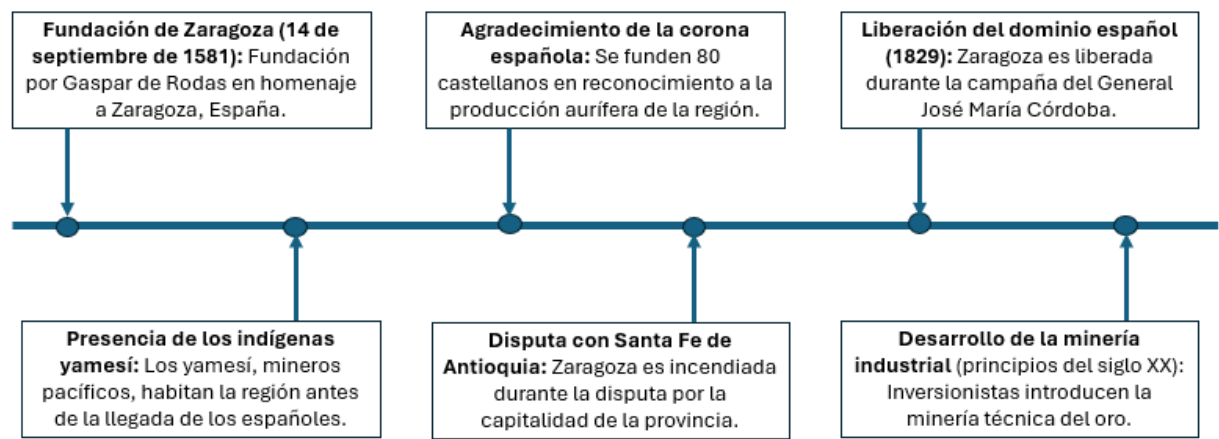 Fundación de Zaragoza (14 de
septiembre de 1581): Fundación
por Gaspar de Rodas en homenaje
a Zaragoza, España.
Agradecimiento de la corona
española: Se funden 80
castellanos en reconocimiento a la
producción aurífera de la región.
Liberación del dominio español
(1829): Zaragoza es liberada
durante la campaña del General
José María Córdoba.
Presencia de los indígenas
yamesí: Los yamesí, mineros
pacíficos, habitan la región antes
de la llegada de los españoles.
Disputa con Santa Fe de
Antioquia: Zaragoza es incendiada
durante la disputa por la
capitalidad de la provincia.
Desarrollo de la minería
industrial (principios del siglo XX):
Inversionistas introducen la
minería técnica del oro.